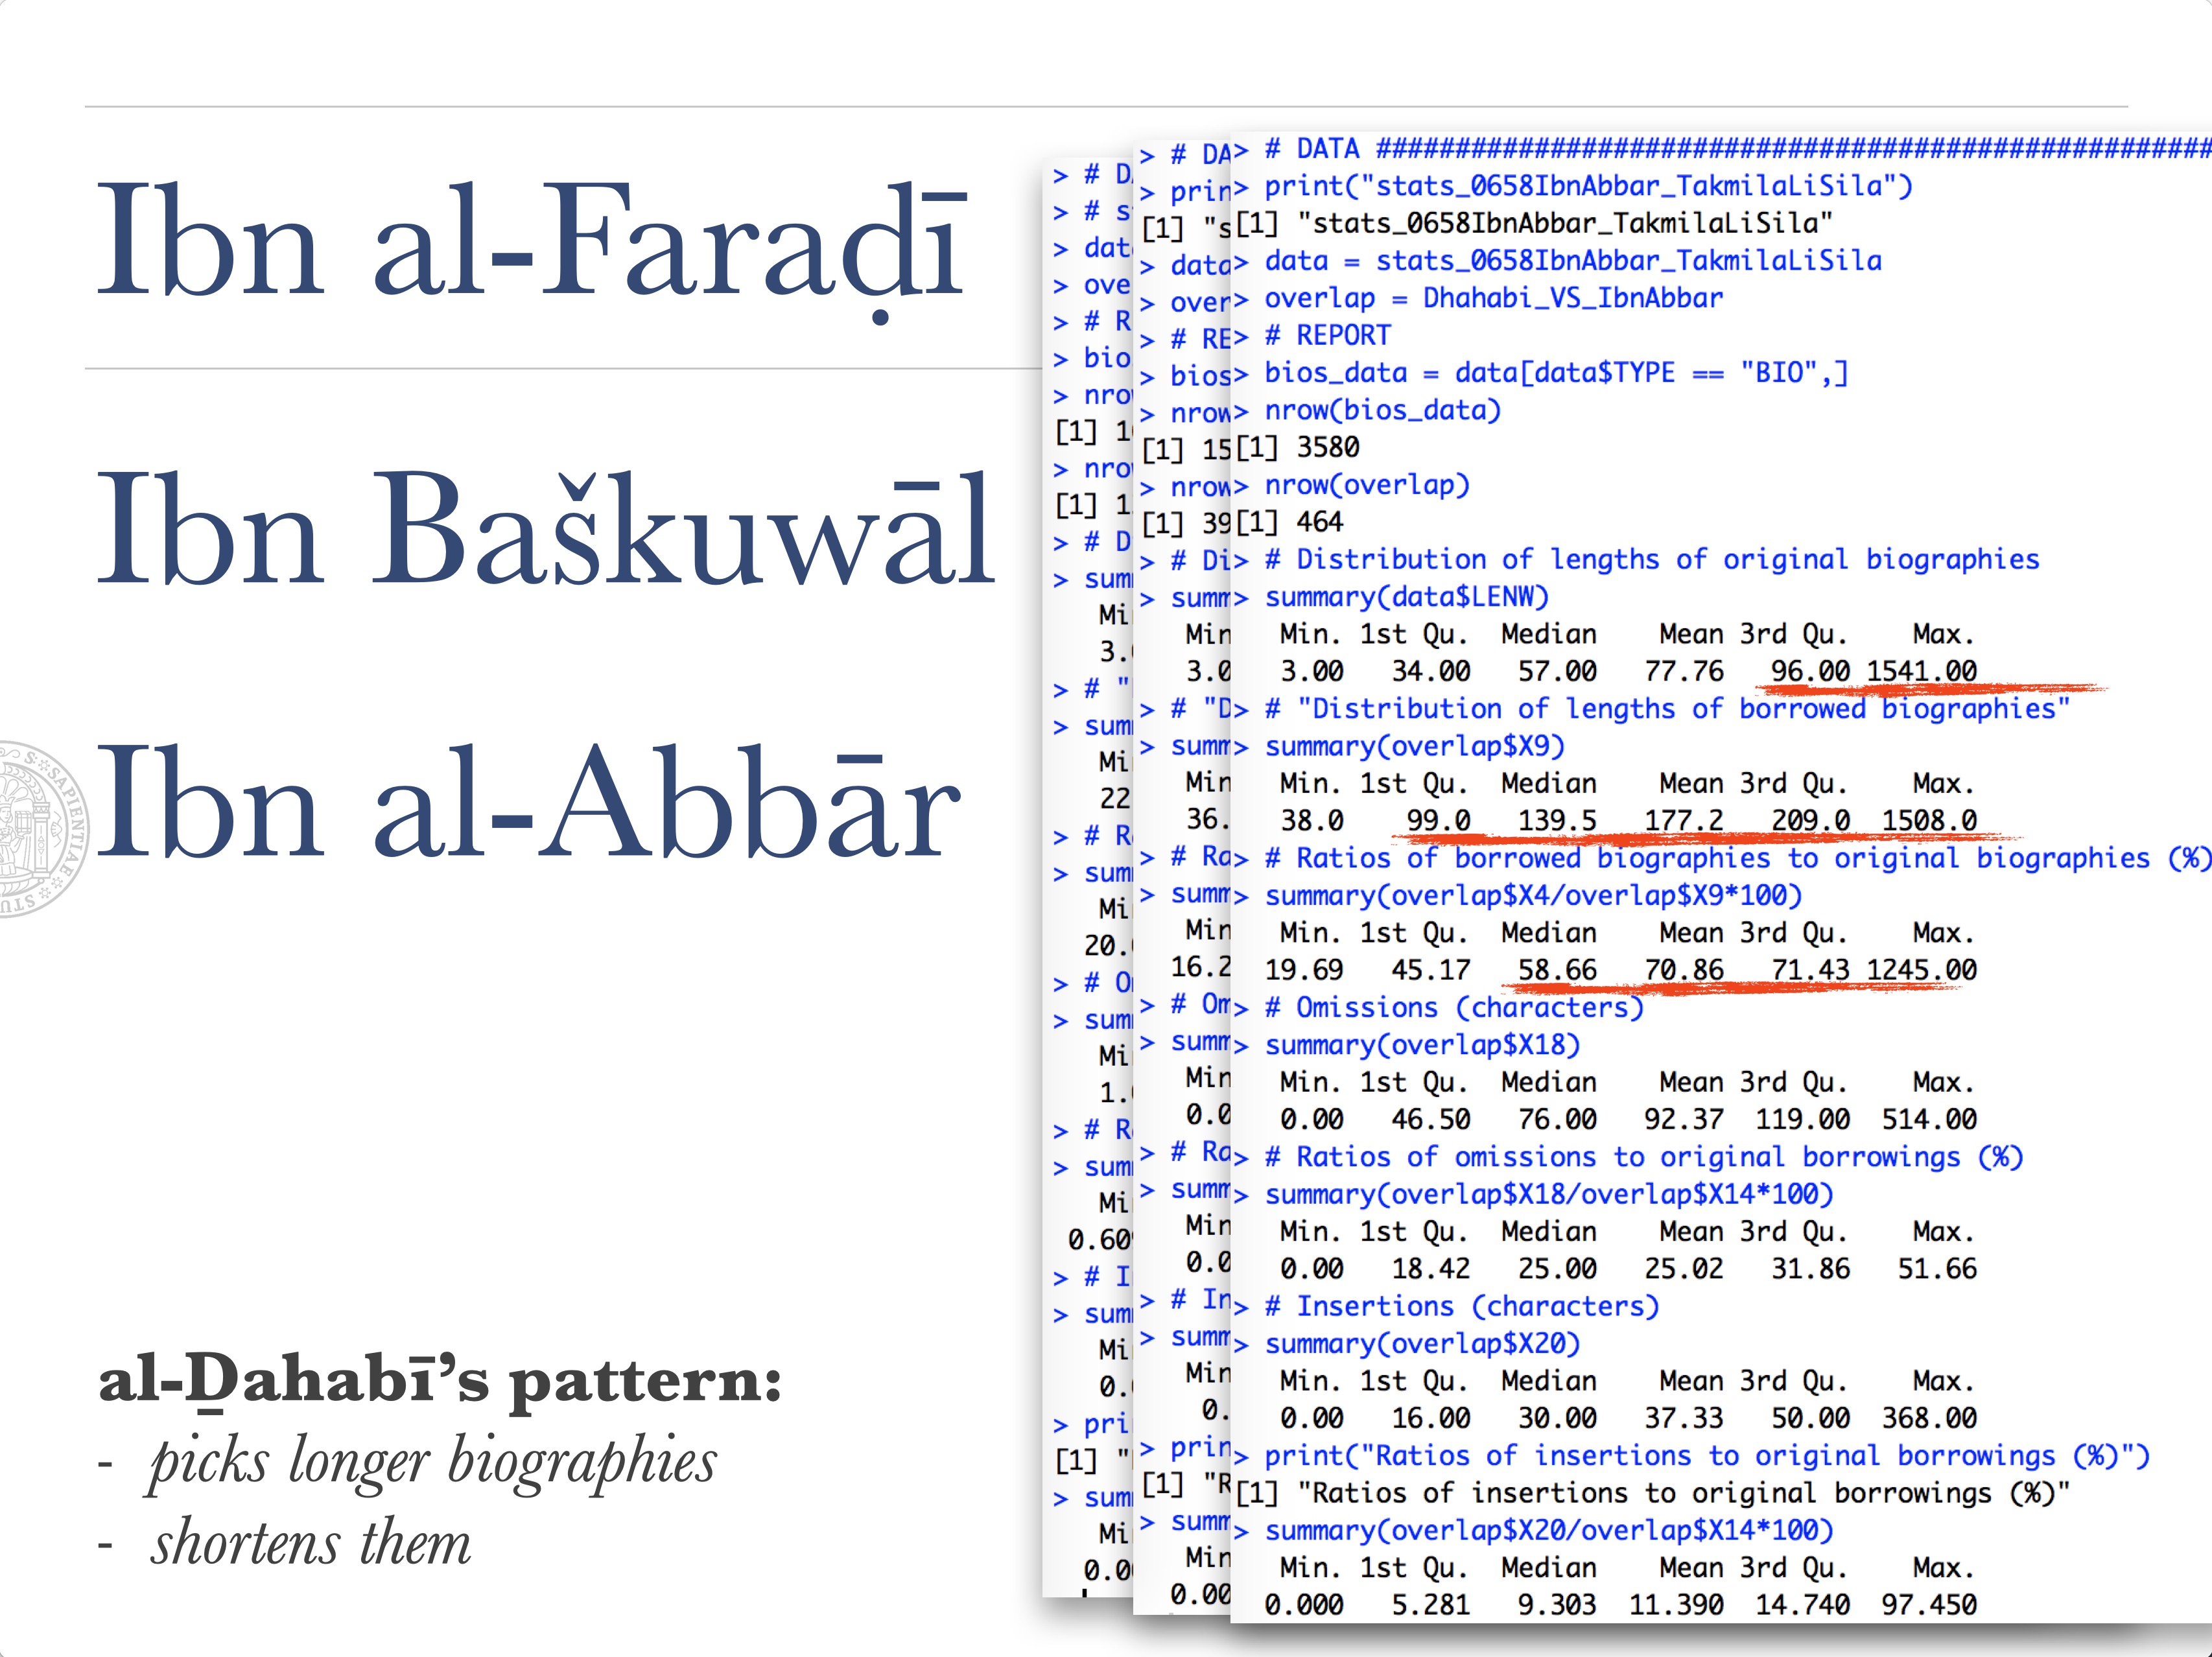 Ibn al-Faraḍī
Ibn Baškuwāl
Ibn al-Abbār
al-Ḏahabī’s pattern:
- picks longer biographies
- shortens them
> # DATA ####################################################
> print("stats_0658IbnAbbar_TakmilaLiSila")
[1] "stats_0658IbnAbbar_TakmilaLiSila"
> data = stats_0658IbnAbbar_TakmilaLiSila
> overlap = Dhahabi_VS_IbnAbbar
> # REPORT
> bios_data = data[data$TYPE == "BIO",]
> nrow(bios_data)
[1] 3580
> nrow(overlap)
[1] 464
> # Distribution of lengths of original biographies
> summary(data$LENW)
Min. 1st Qu. Median Mean 3rd Qu. Max.
3.00 34.00 57.00 77.76 96.00 1541.00
> # "Distribution of lengths of borrowed biographies"
> summary(overlap$X9)
Min. 1st Qu. Median Mean 3rd Qu. Max.
38.0 99.0 139.5 177.2 209.0 1508.0
> # Ratios of borrowed biographies to original biographies (%)
> summary(overlap$X4/overlap$X9*100)
Min. 1st Qu. Median Mean 3rd Qu. Max.
19.69 45.17 58.66 70.86 71.43 1245.00
> # Omissions (characters)
> summary(overlap$X18)
Min. 1st Qu. Median Mean 3rd Qu. Max.
0.00 46.50 76.00 92.37 119.00 514.00
> # Ratios of omissions to original borrowings (%)
> summary(overlap$X18/overlap$X14*100)
Min. 1st Qu. Median Mean 3rd Qu. Max.
0.00 18.42 25.00 25.02 31.86 51.66
> # Insertions (characters)
> summary(overlap$X20)
Min. 1st Qu. Median Mean 3rd Qu. Max.
0.00 16.00 30.00 37.33 50.00 368.00
> print("Ratios of insertions to original borrowings (%)")
[1] "Ratios of insertions to original borrowings (%)"
> summary(overlap$X20/overlap$X14*100)
Min. 1st Qu. Median Mean 3rd Qu. Max.
0.000 5.281 9.303 11.390 14.740 97.450